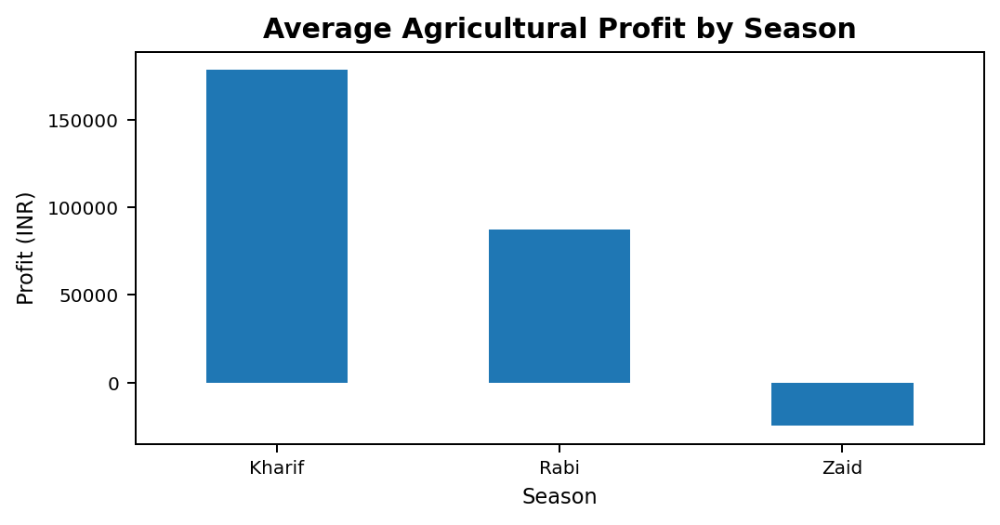 Average Agricultural Profit by Season
Profit (INR)
150000
100000
50000
0
Kharif
Rabi
Zaid
Season